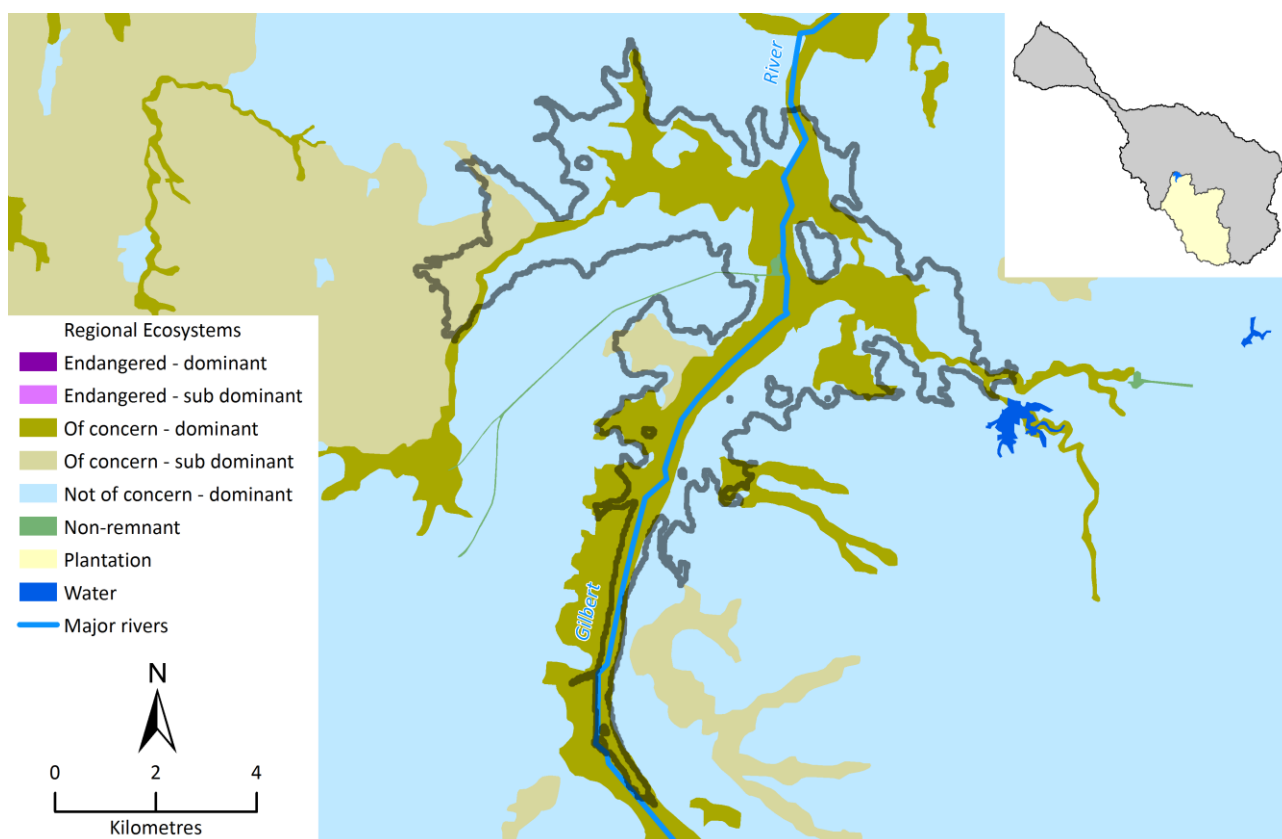 River
Gilbert
Regional Ecosystems
Endangered - dominant
Endangered - sub dominant
Of concern - dominant
Of concern - sub dominant
Not of concern - dominant
Non-remnant
Plantation
Water
Major rivers
N
0 2 4
Kilometres